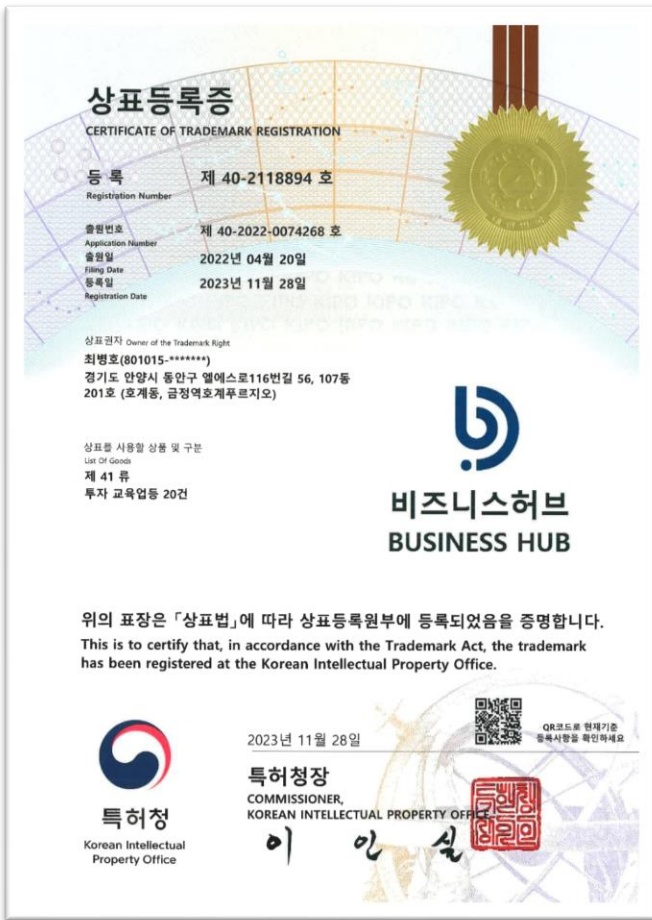 상표등록증
CERTIFICATE OF TRADEMARK REGISTRATION
등 록 제 40-2118894 호
Registration Number
출원번호 제 40-2022-0074268 호
Application Number
출원일 2022년 04월 20일
Filing Date
등록일 2023년 11월 28일
Registration Date
상표권자 Owner of the Trademark Right
최병호(801015-*******)
경기도 안양시 동안구 엘에스로116번길 56, 107동
201호 (호계동, 금정역호계푸르지오)
상표를 사용할 상품 및 구분
List Of Goods
제 41 류
투자 교육업등 20건
비즈니스허브
BUSINESS HUB
위의 표장은 「상표법」에 따라 상표등록원부에 등록되었음을 증명합니다.
This is to certify that, in accordance with the Trademark Act, the trademark
has been registered at the Korean Intellectual Property Office.
2023년 11월 28일
QR코드로 현재기준
등록사항을 확인하세요
특허청
Korean Intellectual
Property Office
특허청장
COMMISSIONER,
KOREAN INTELLECTUAL PROPERTY OFFICE
이 인 실